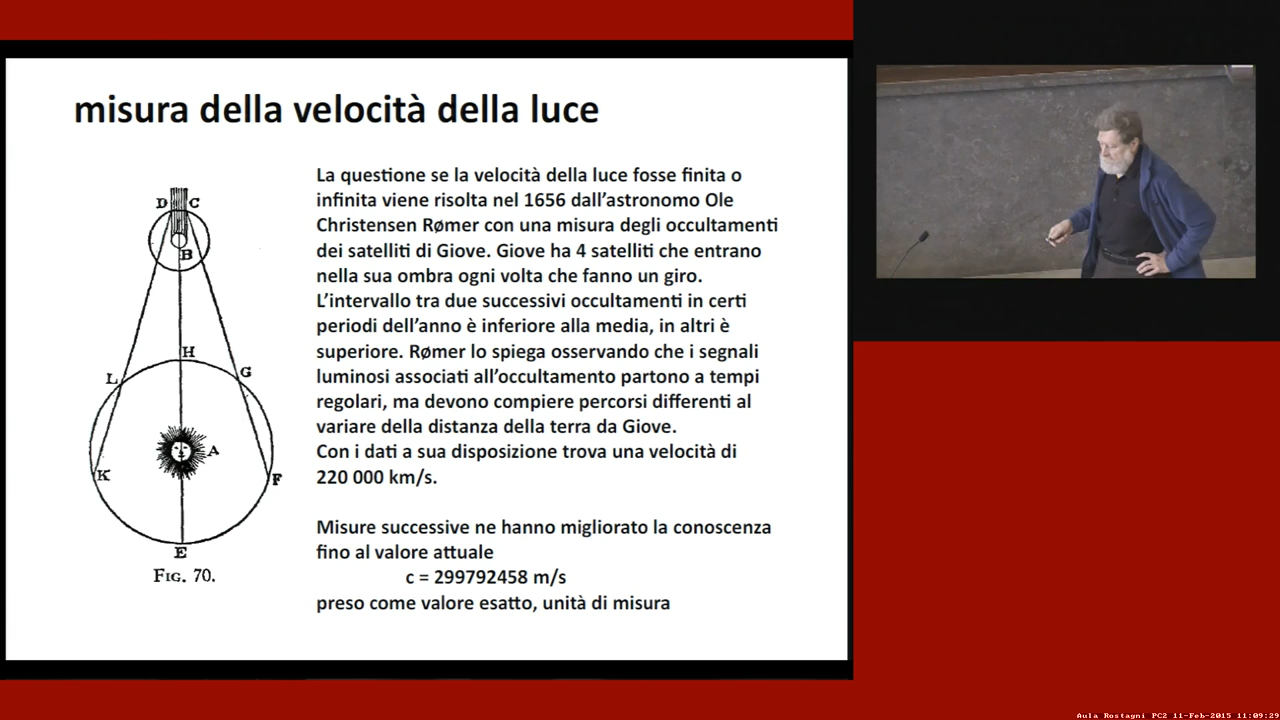 misura della velocità della luce
D C
B
H
L G
A
K F
E
FIG. 70.
La questione se la velocità della luce fosse finita o
infinita viene risolta nel 1656 dall'astronomo Ole
Christensen Rømer con una misura degli occultamenti
dei satelliti di Giove. Giove ha 4 satelliti che entrano
nella sua ombra ogni volta che fanno un giro.
L'intervallo tra due successivi occultamenti in certi
periodi dell'anno è inferiore alla media, in altri è
superiore. Rømer lo spiega osservando che i segnali
luminosi associati all'occultamento partono a tempi
regolari, ma devono compiere percorsi differenti al
variare della distanza della terra da Giove.
Con i dati a sua disposizione trova una velocità di
220 000 km/s.
Misure successive ne hanno migliorato la conoscenza
fino al valore attuale
c = 299792458 m/s
preso come valore esatto, unità di misura
Aula Rostagni PC2 11-Feb-2015 11:09:29